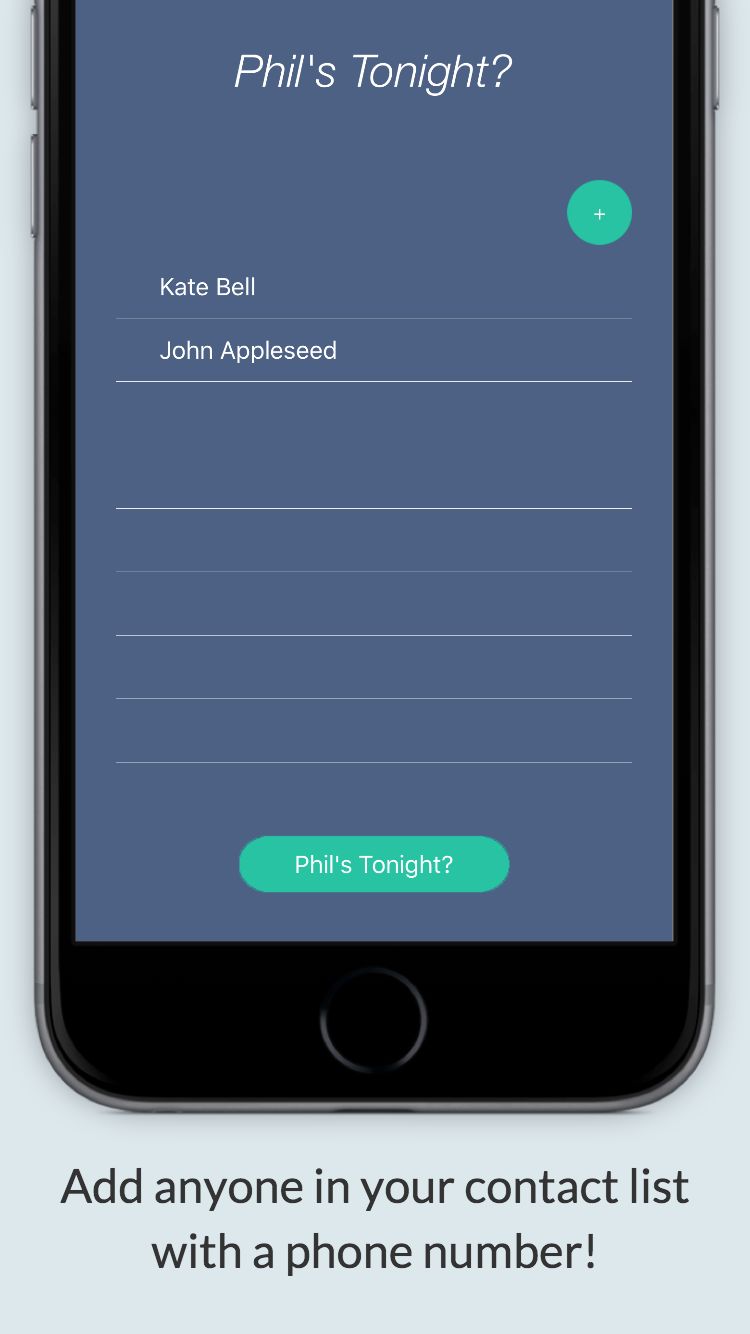 Phil's Tonight?
+
Kate Bell
John Appleseed
Phil's Tonight?
Add anyone in your contact list
with a phone number!